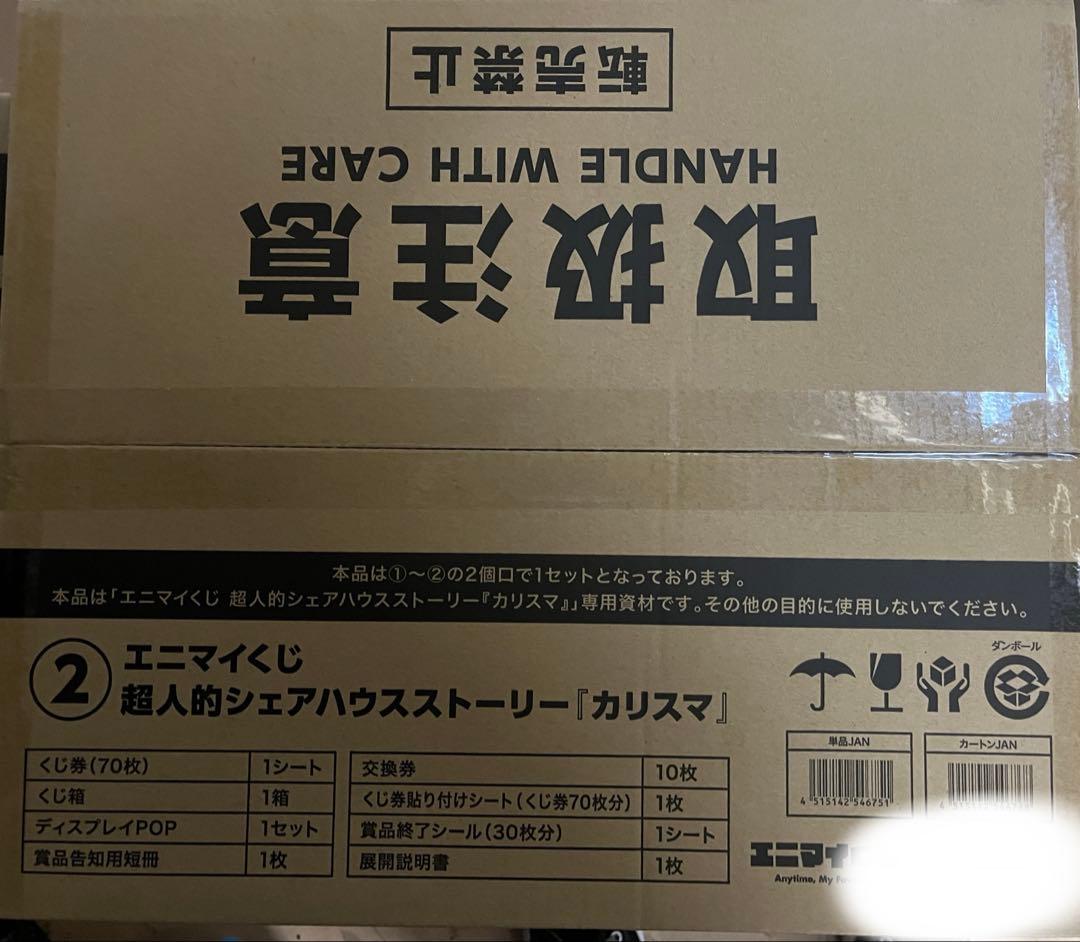 転売禁止
HANDLE WITH CARE
取扱注意
本品は①～②の2個口で1セットとなっております。
本品は「エニマイくじ 超人的シェアハウスストーリー『カリスマ』」専用資材です。その他の目的に使用しないでください。
② エニマイくじ
超人的シェアハウスストーリー『カリスマ』
ダンボール
単品JAN
4 515142 546751
カートンJAN
くじ券(70枚) 1シート
くじ箱 1箱
ディスプレイPOP 1セット
賞品告知用短冊 1枚
交換券 10枚
くじ券貼り付けシート(くじ券70枚分) 1枚
賞品終了シール(30枚分) 1シート
展開説明書 1枚
エニマイ
Anytime, My